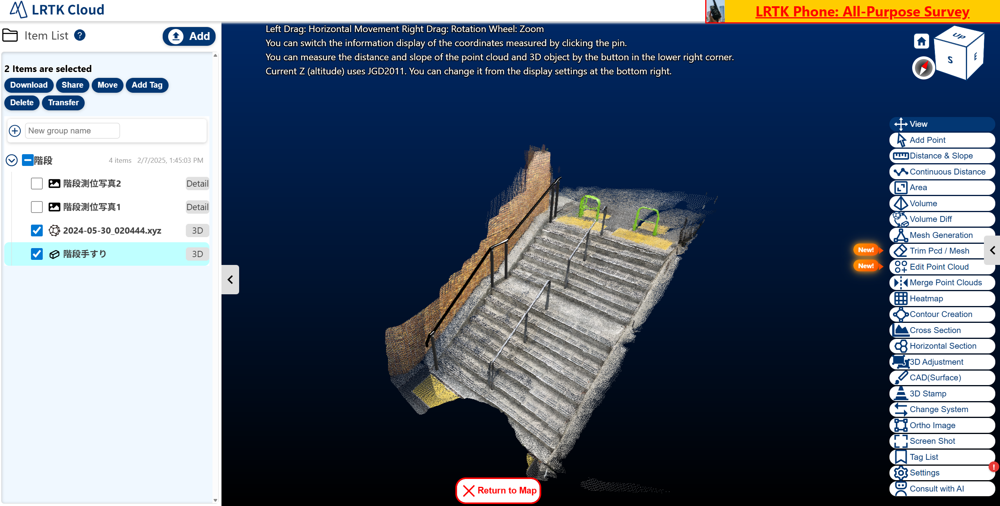 LRTK Cloud
LRTK Phone: All-Purpose Survey
Item List ?
Add
2 Items are selected
Download Share Move Add Tag
Delete Transfer
New group name
階段 4 items 2/7/2025, 1:45:03 PM
階段測位写真2 Detail
階段測位写真1 Detail
2024-05-30_020444.xyz 3D
階段手すり 3D
Left Drag: Horizontal Movement Right Drag: Rotation Wheel: Zoom
You can switch the information display of the coordinates measured by clicking the pin.
You can measure the distance and slope of the point cloud and 3D object by the button in the lower right corner.
Current Z (altitude) uses JGD2011. You can change it from the display settings at the bottom right.
UP
S
E
View
Add Point
Distance & Slope
Continuous Distance
Area
Volume
Volume Diff
Mesh Generation
New! Trim Pcd / Mesh
New! Edit Point Cloud
Merge Point Clouds
Heatmap
Contour Creation
Cross Section
Horizontal Section
3D Adjustment
CAD(Surface)
3D Stamp
Change System
Ortho Image
Screen Shot
Tag List
!
Settings
Consult with AI
Return to Map